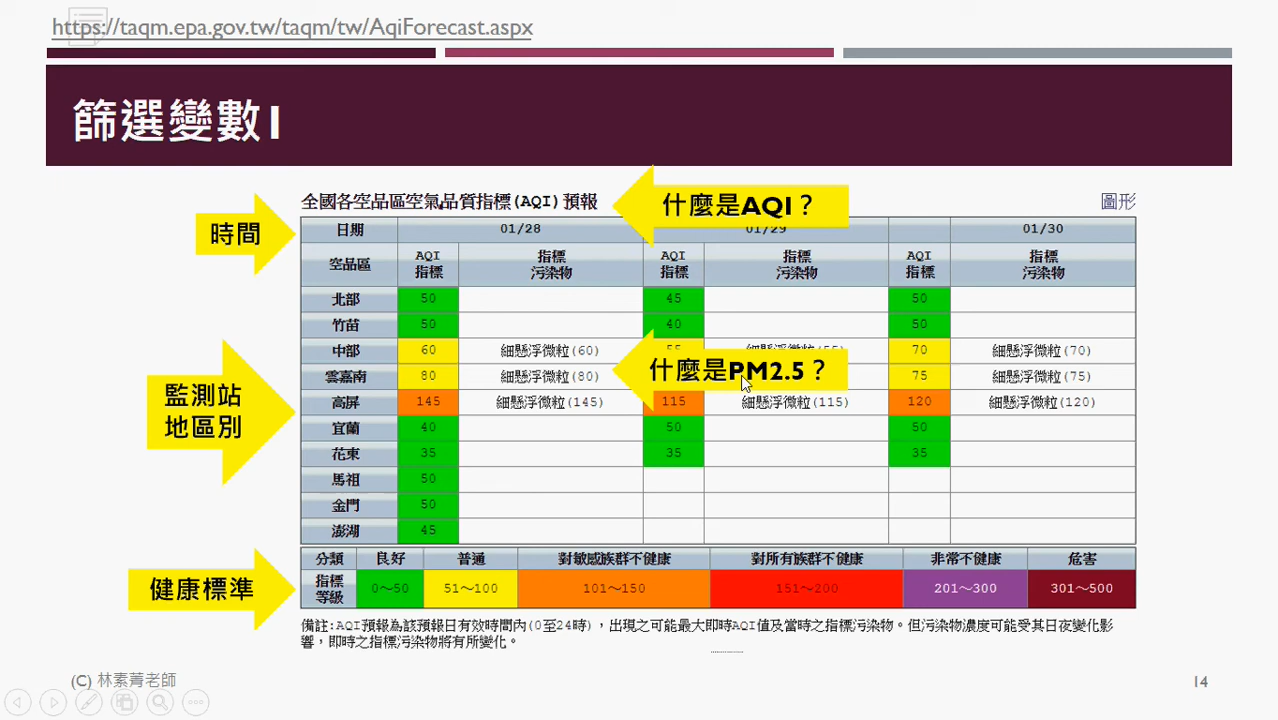 https://taqm.epa.gov.tw/taqm/tw/AqiForecast.aspx
篩選變數I
全國各空品區空氣品質指標(AQI)預報
什麼是AQI？
圖形
時間
日期 01/28 01/29 01/30
空品區 AQI指標 指標污染物 AQI指標 指標污染物 AQI指標 指標污染物
北部 50 45 50
竹苗 50 40 50
中部 60 細懸浮微粒(60) 70 細懸浮微粒(70)
什麼是PM2.5？
雲嘉南 80 細懸浮微粒(80) 75 細懸浮微粒(75)
高屏 145 細懸浮微粒(145) 115 細懸浮微粒(115) 120 細懸浮微粒(120)
監測站
地區別
宜蘭 40 50 50
花東 35 35 35
馬祖 50
金門 50
澎湖 45
分類 良好 普通 對敏感族群不健康 對所有族群不健康 非常不健康 危害
健康標準
指標等級 0～50 51～100 101～150 151～200 201～300 301～500
備註:AQI預報為該預報日有效時間內(0至24時)，出現之可能最大即時AQI值及當時之指標污染物。但污染物濃度可能受其日夜變化影
響，即時之指標污染物將有所變化。
(C) 林素菁老師
14